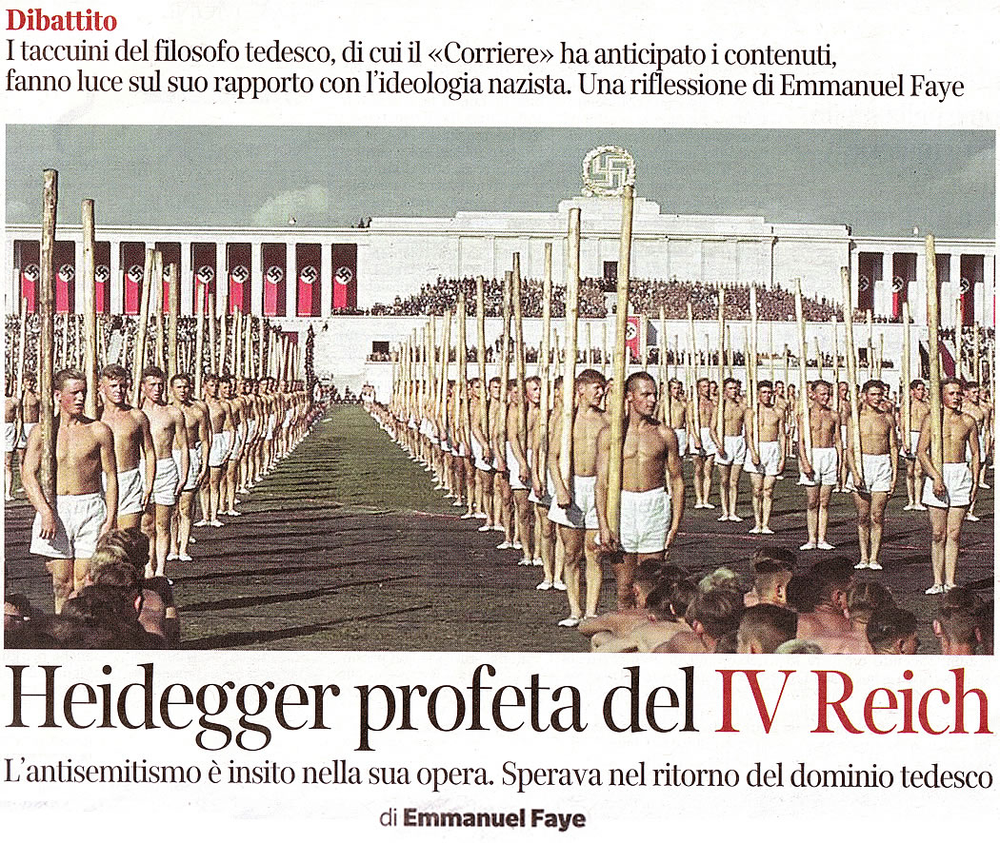 Dibattito
I taccuini del filosofo tedesco, di cui il «Corriere» ha anticipato i contenuti,
fanno luce sul suo rapporto con l’ideologia nazista. Una riflessione di Emmanuel Faye
Heidegger profeta del IV Reich
L’antisemitismo è insito nella sua opera. Sperava nel ritorno del dominio tedesco
di Emmanuel Faye